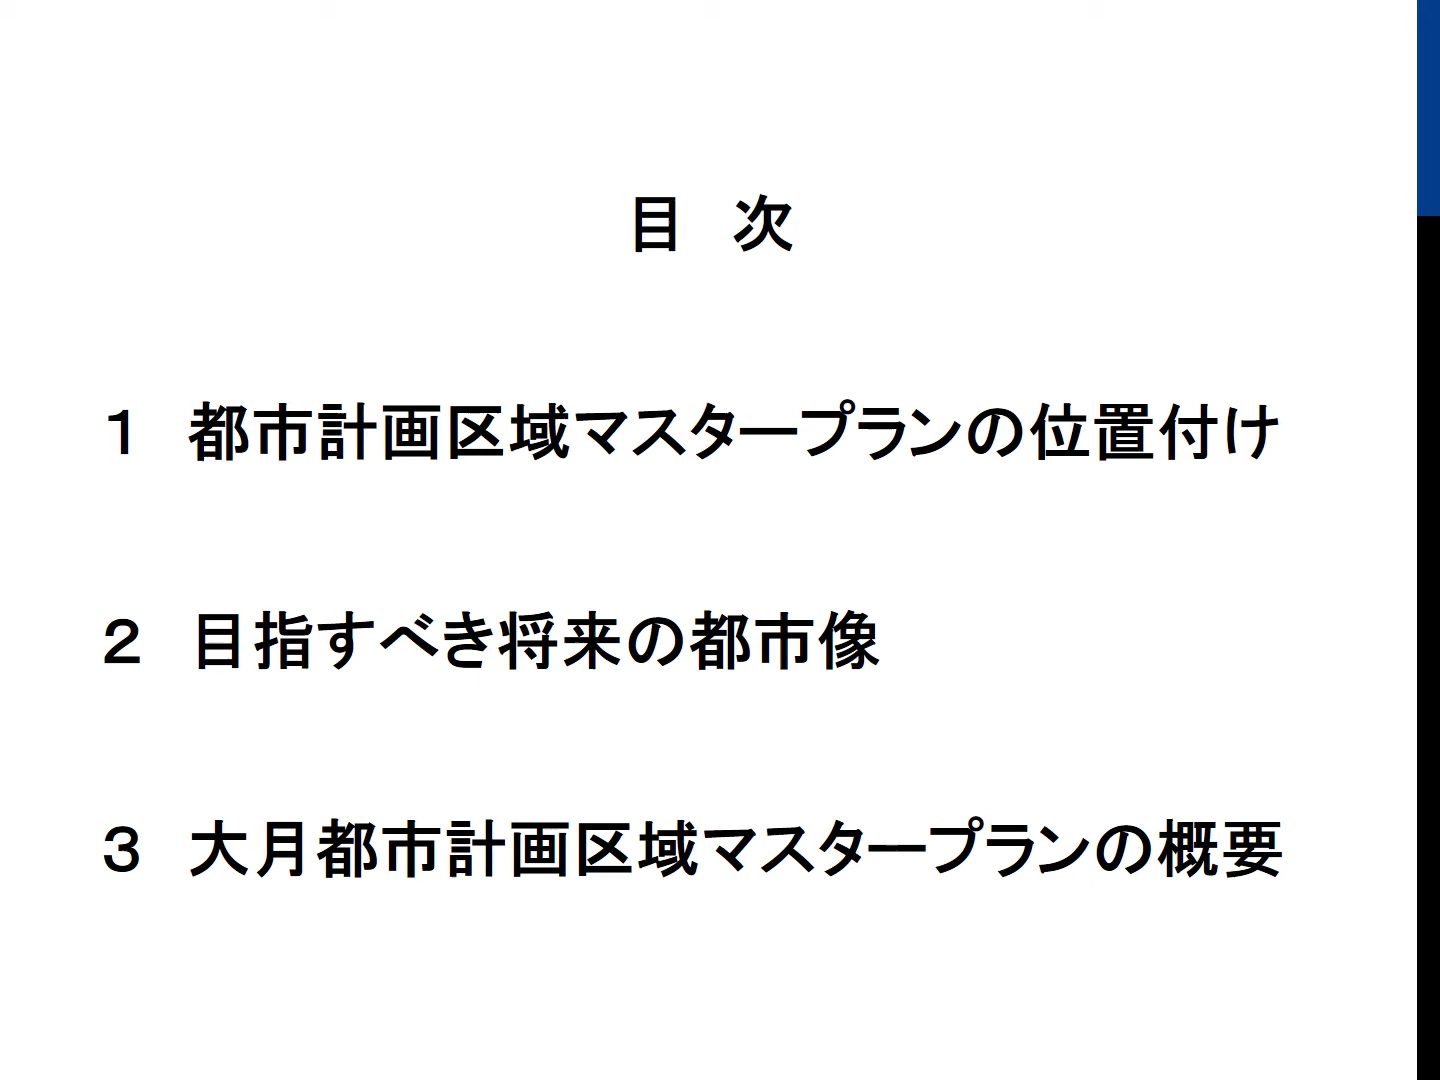 目　次
１　都市計画区域マスタープランの位置付け
２　目指すべき将来の都市像
３　大月都市計画区域マスタープランの概要